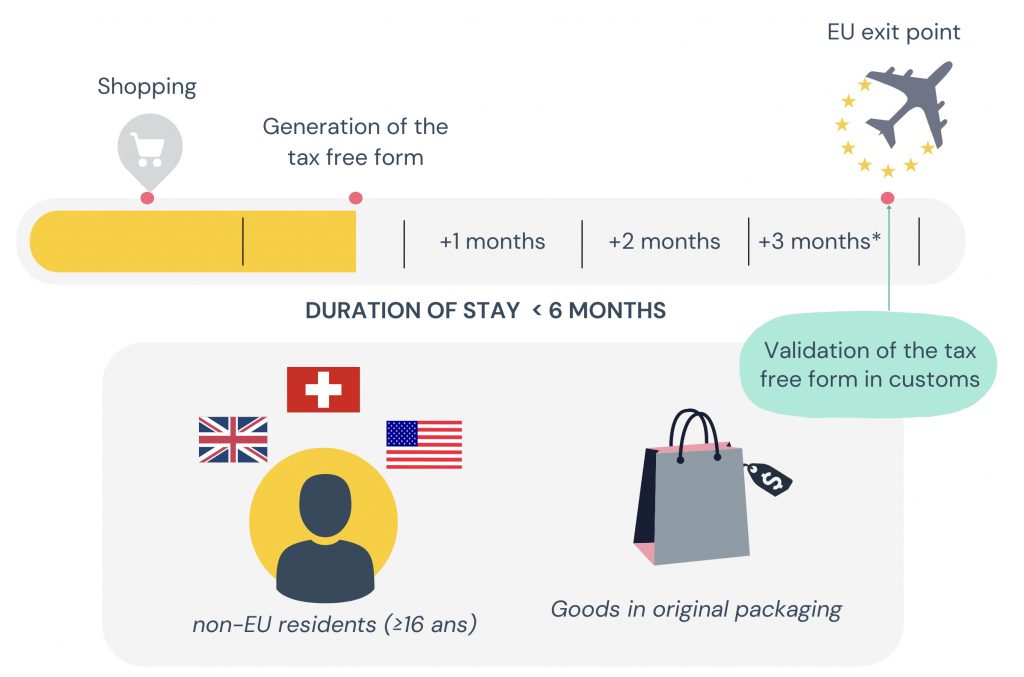 EU exit point
Shopping
Generation of the
tax free form
+1 months
+2 months
+3 months*
DURATION OF STAY < 6 MONTHS
Validation of the tax
free form in customs
$
non-EU residents (≥16 ans)
Goods in original packaging